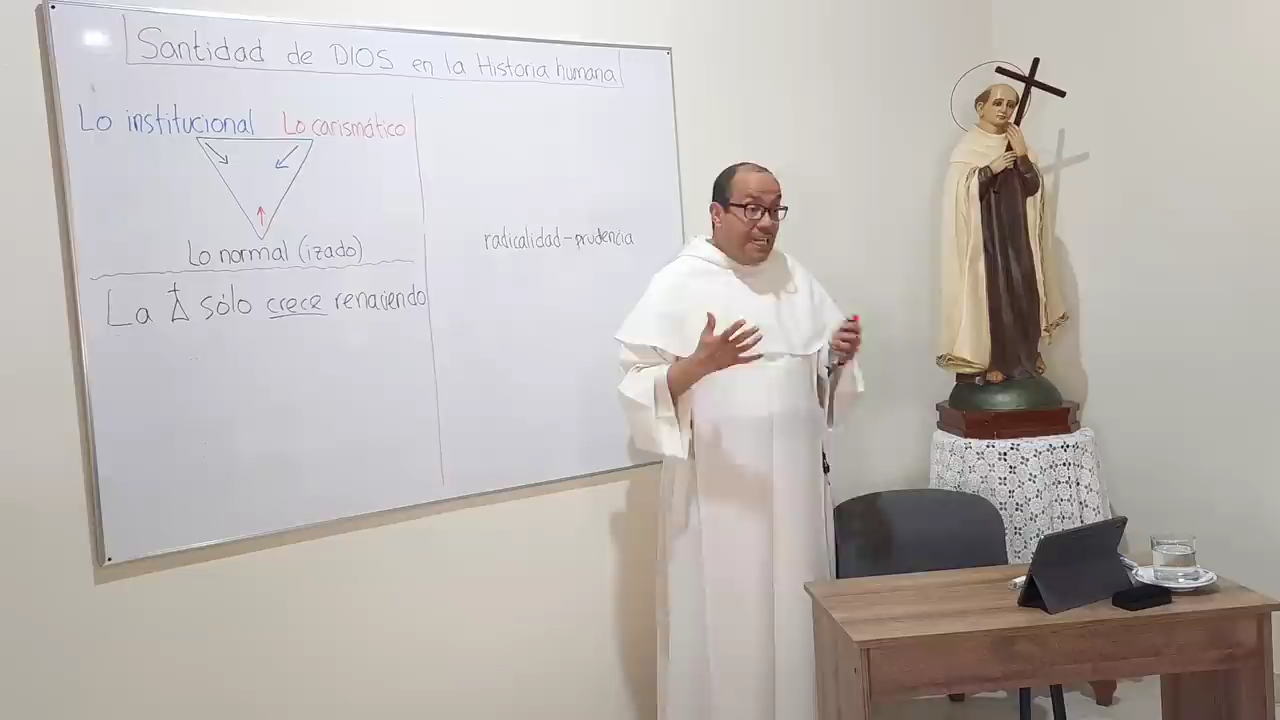 Santidad de DIOS en la Historia humana
Lo institucional Lo carismático
Lo normal (izado)
La sólo crece renaciendo
radicalidad-prudencia